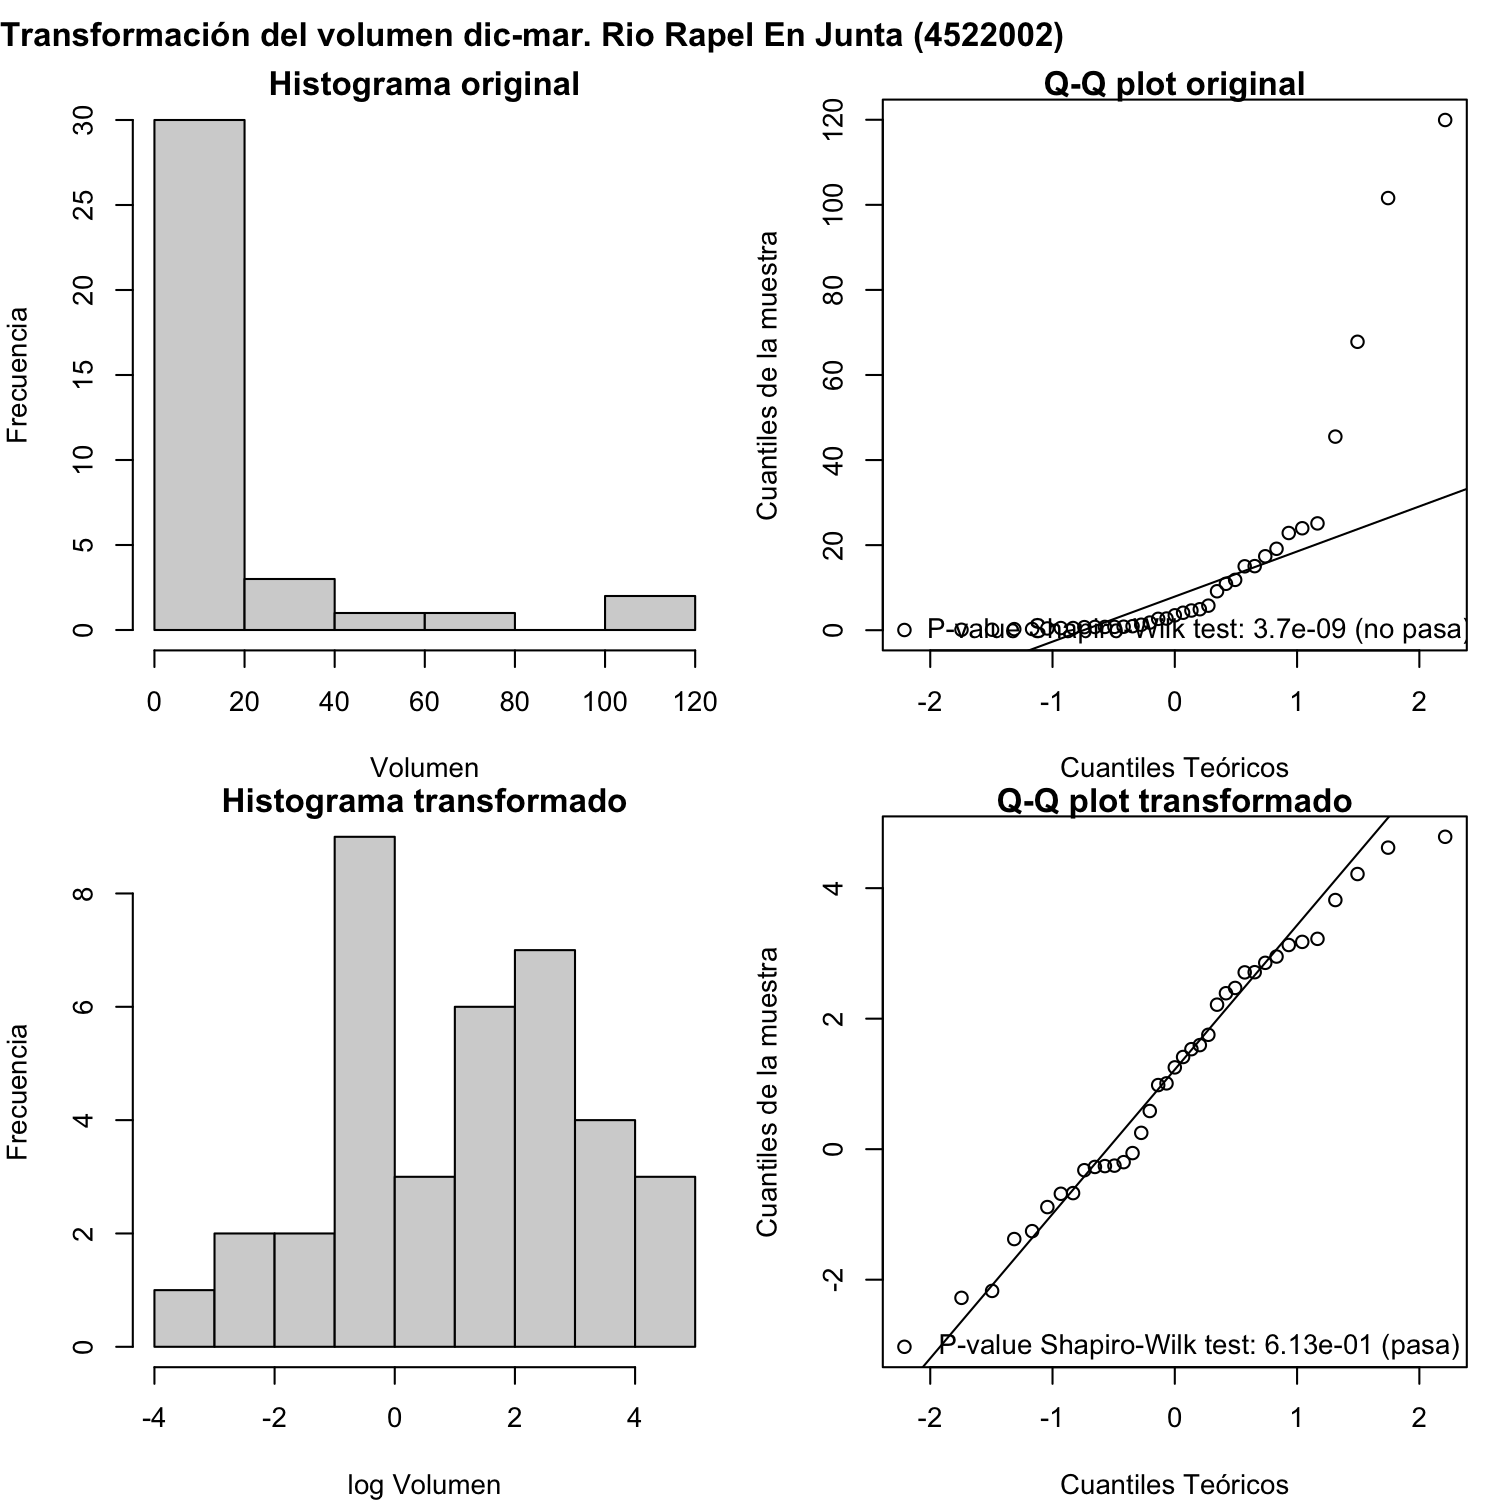 Transformación del volumen dic-mar. Rio Rapel En Junta (4522002)
Histograma original
Frecuencia
0
5
10
15
20
25
30
0 20 40 60 80 100 120
Volumen
Q-Q plot original
Cuantiles de la muestra
0
20
40
60
80
100
120
P-value Shapiro-Wilk test: 3.7e-09 (no pasa)
-2 -1 0 1 2
Cuantiles Teóricos
Histograma transformado
Frecuencia
0
2
4
6
8
-4 -2 0 2 4
log Volumen
Q-Q plot transformado
Cuantiles de la muestra
-2
0
2
4
P-value Shapiro-Wilk test: 6.13e-01 (pasa)
-2 -1 0 1 2
Cuantiles Teóricos